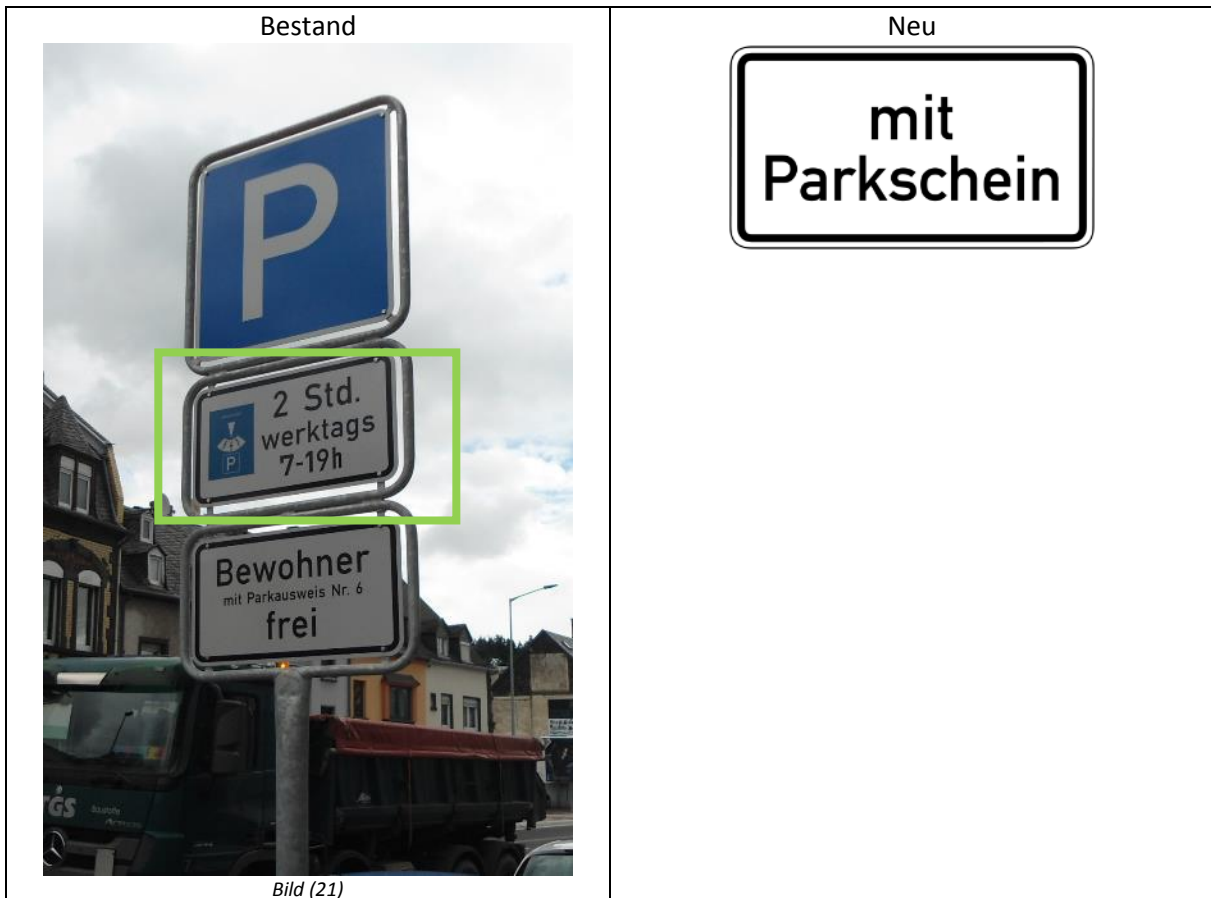 Bestand
Neu
P
2 Std.
werktags
7-19h
P
Bewohner
mit Parkausweis Nr. 6
frei
mit
Parkschein
Bild (21)